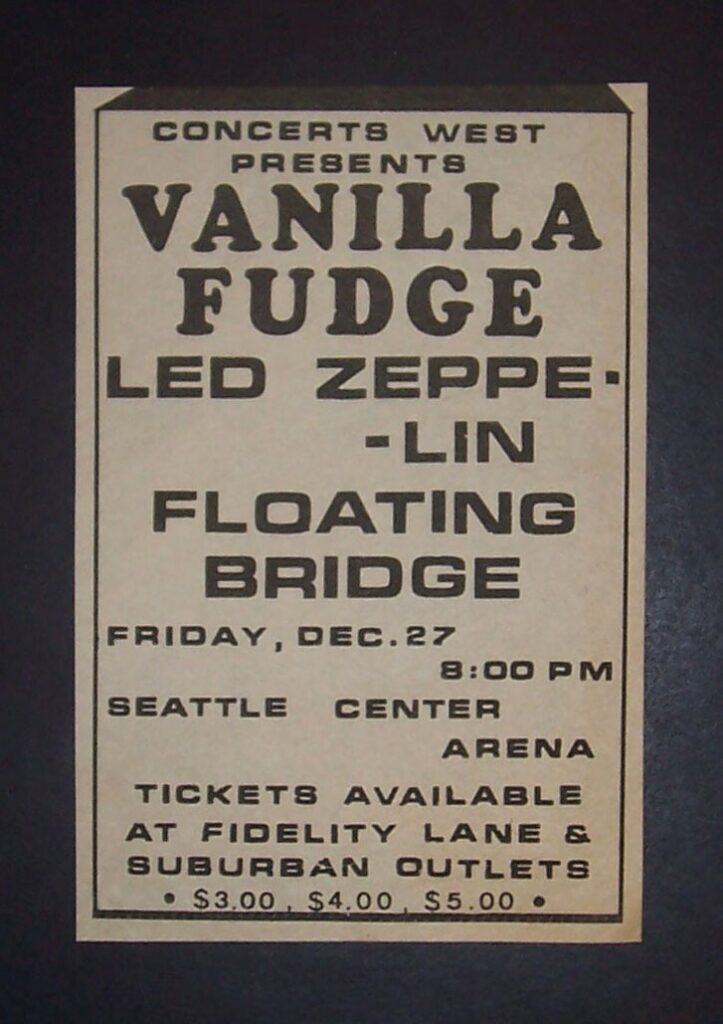 CONCERTS WEST
PRESENTS
VANILLA
FUDGE
LED ZEPPE-
-LIN
FLOATING
BRIDGE
FRIDAY, DEC. 27
8:00 PM
SEATTLE CENTER
ARENA
TICKETS AVAILABLE
AT FIDELITY LANE &
SUBURBAN OUTLETS
• $3.00, $4.00, $5.00 •